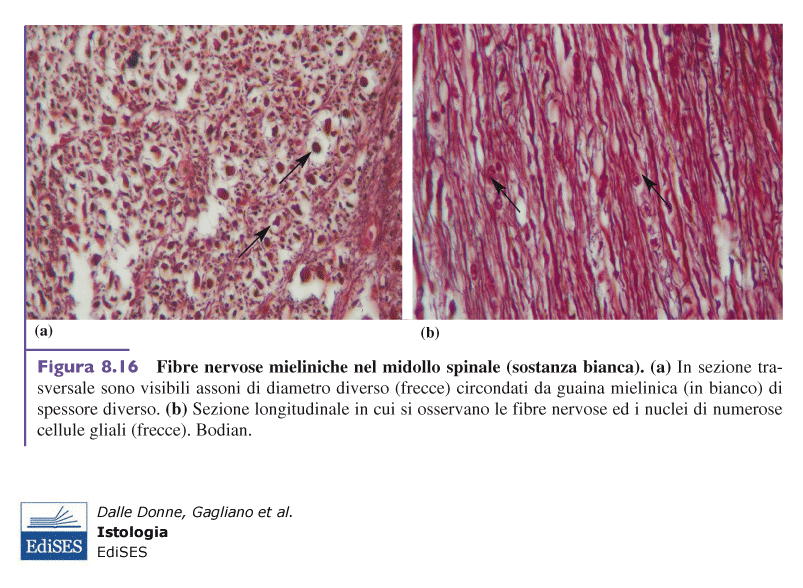 (a)
(b)
Figura 8.16 Fibre nervose mieliniche nel midollo spinale (sostanza bianca). (a) In sezione tra-
sversale sono visibili assoni di diametro diverso (frecce) circondati da guaina mielinica (in bianco) di
spessore diverso. (b) Sezione longitudinale in cui si osservano le fibre nervose ed i nuclei di numerose
cellule gliali (frecce). Bodian.
EdiSES
Dalle Donne, Gagliano et al.
Istologia
EdiSES